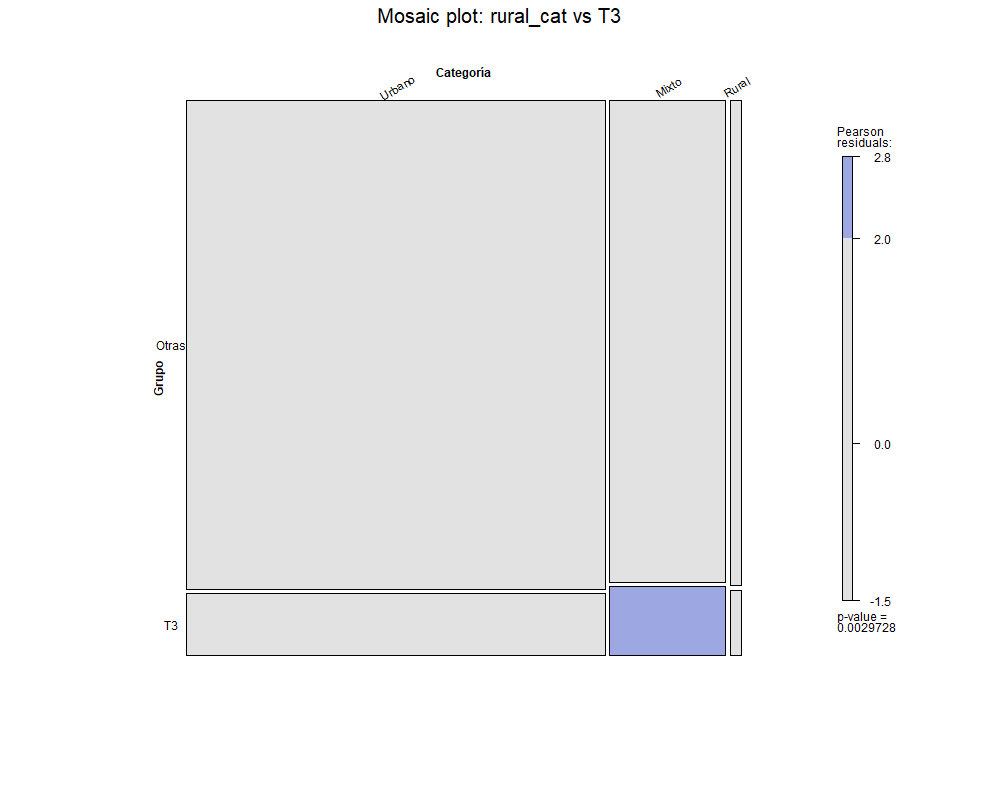 Mosaic plot: rural_cat vs T3
Categoría
Urbano
Mixto
Rural
Pearson
residuals:
2.8
2.0
0.0
-1.5
p-value =
0.0029728
Otras
Grupo
T3